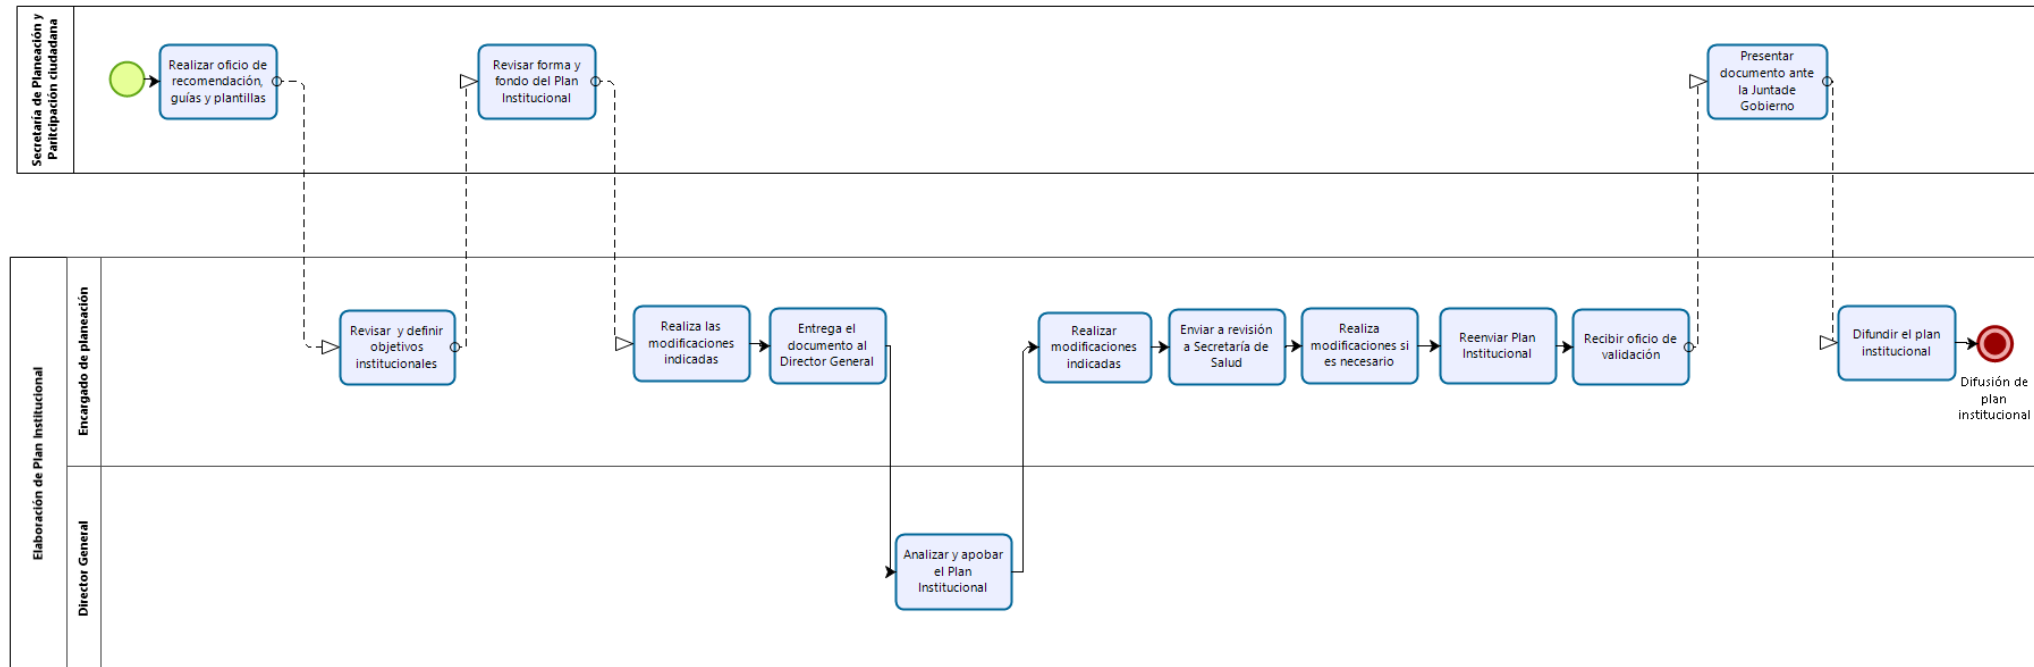 Secretaría de Planeación y
Paritcipación ciudadana
Realizar oficio de
recomendación,
guías y plantillas
Revisar forma y
fondo del Plan
Institucional
Presentar
documento ante
la Juntade
Gobierno
Elaboración de Plan Institucional
Encargado de planeación
Revisar y definir
objetivos
institucionales
Realiza las
modificaciones
indicadas
Entrega el
documento al
Director General
Realizar
modificaciones
indicadas
Enviar a revisión
a Secretaría de
Salud
Realiza
modificaciones si
es necesario
Reenviar Plan
Institucional
Recibir oficio de
validación
Difundir el plan
institucional
Difusión de
plan
institucional
Director General
Analizar y apobar
el Plan
Institucional